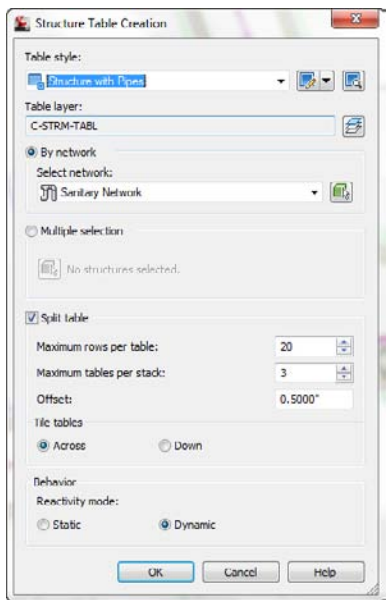 Structure Table Creation
Table style:
Structure with Pipes
Table layer:
C-STRM-TABL
By network
Select network:
Sanitary Network
Multiple selection
No structures selected.
Split table
Maximum rows per table: 20
Maximum tables per stack: 3
Offset: 0.5000"
Tile tables
Across Down
Behavior
Reactivity mode:
Static Dynamic
OK Cancel Help